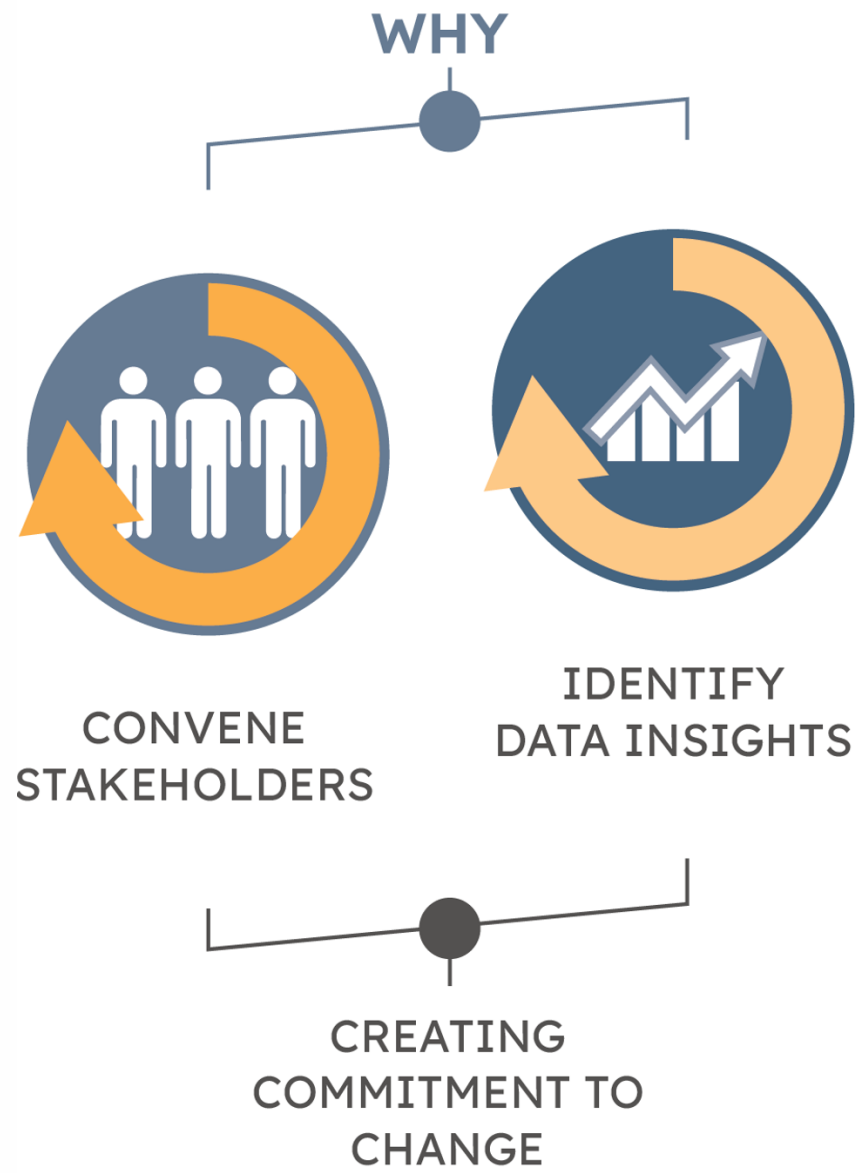 WHY
CONVENE
STAKEHOLDERS
IDENTIFY
DATA INSIGHTS
CREATING
COMMITMENT TO
CHANGE